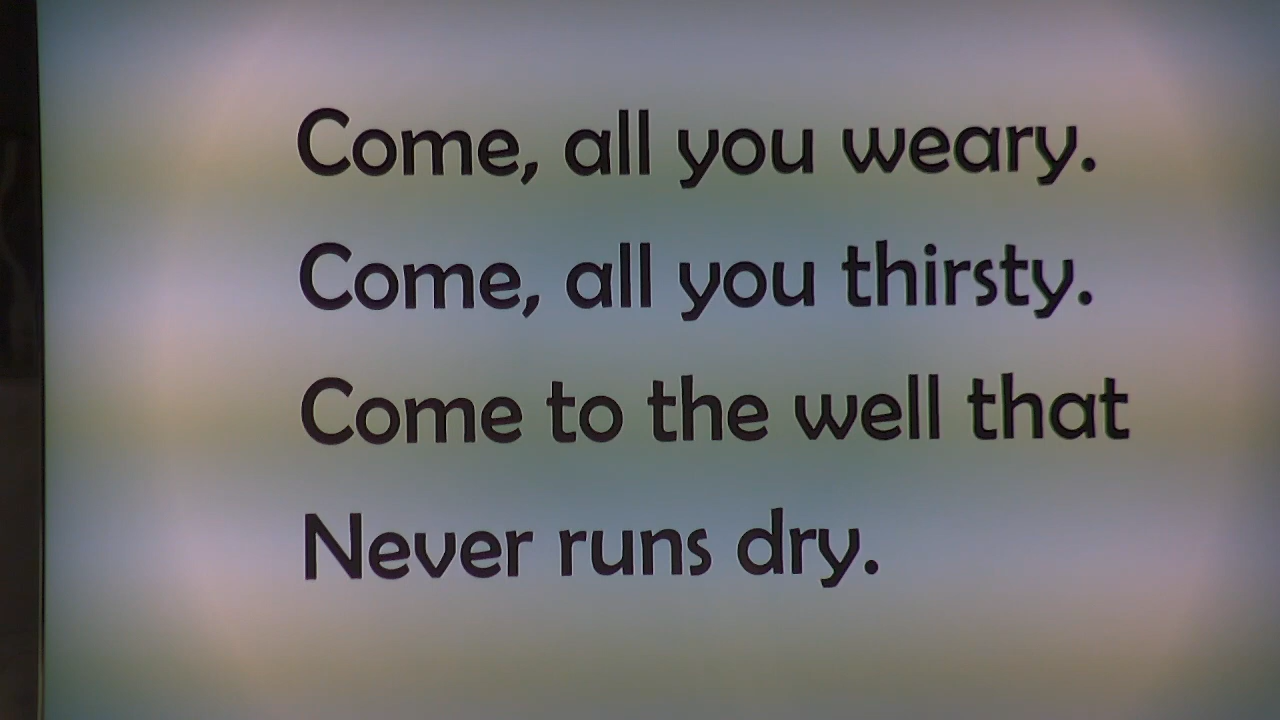 Come, all you weary.
Come, all you thirsty.
Come to the well that
Never runs dry.